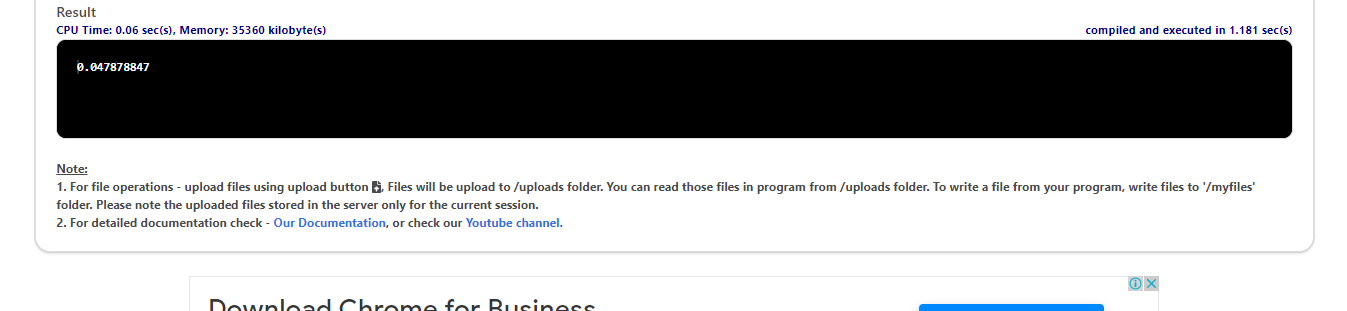 Result
CPU Time: 0.06 sec(s), Memory: 35360 kilobyte(s)
compiled and executed in 1.181 sec(s)
0.047878847
Note:
1. For file operations - upload files using upload button , Files will be upload to /uploads folder. You can read those files in program from /uploads folder. To write a file from your program, write files to '/myfiles'
folder. Please note the uploaded files stored in the server only for the current session.
2. For detailed documentation check - Our Documentation, or check our Youtube channel.
Download Chrome for Business